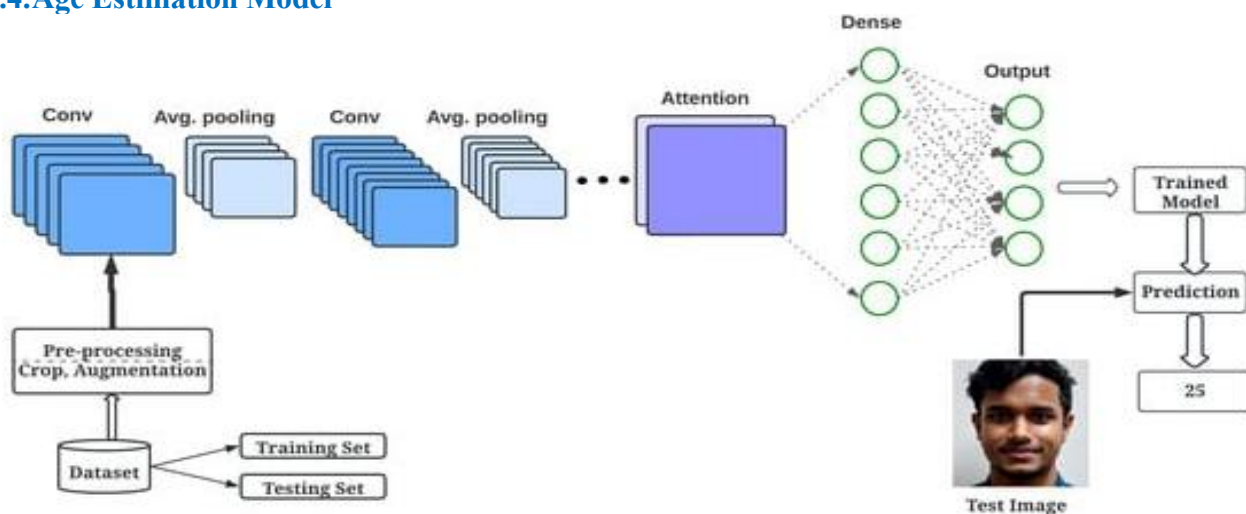 .4.Age Estimation Model
Dense
Output
Attention
Conv
Avg. pooling
Conv
Avg. pooling
Trained
Model
Prediction
25
Pre-processing
Crop, Augmentation
Dataset
Training Set
Testing Set
Test Image